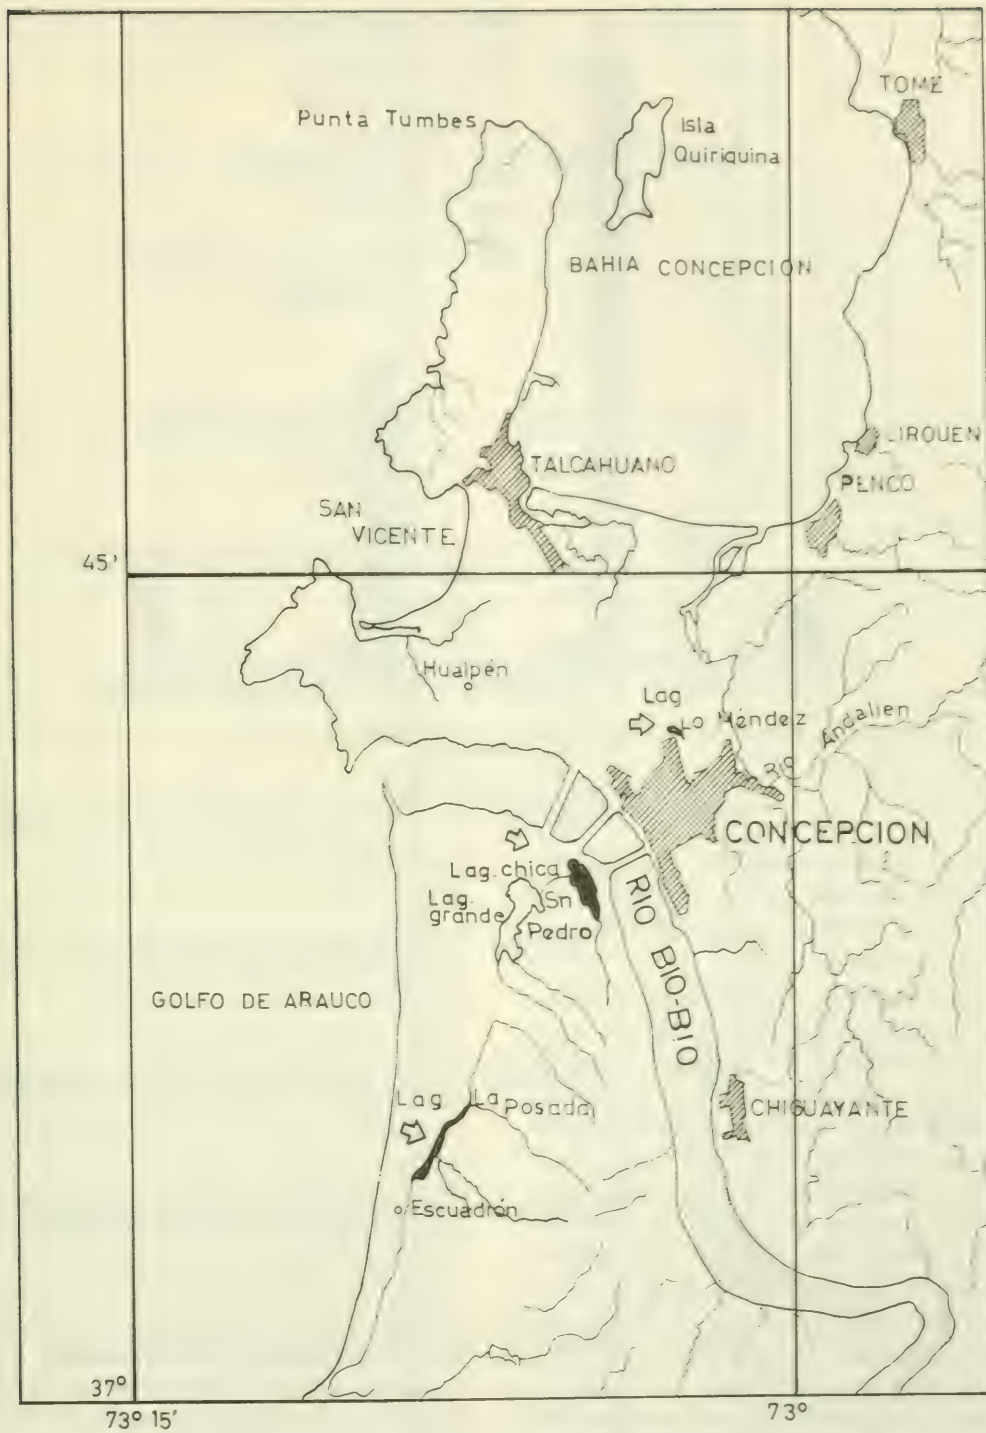 TOME
Punta Tumbes
Isla
Quiriquina
BAHIA CONCEPCION
LIRQUEN
TALCAHUANO
PENCO
SAN
VICENTE
45'
Hualpén
Lag
Lo Méndez
Rio Andalien
CONCEPCION
Lag. chica
Lag.
grande
Sn
Pedro
RIO BIO-BIO
GOLFO DE ARAUCO
Lag La Posada
CHIGUAYANTE
Escuadrón
37°
73° 15'
73°